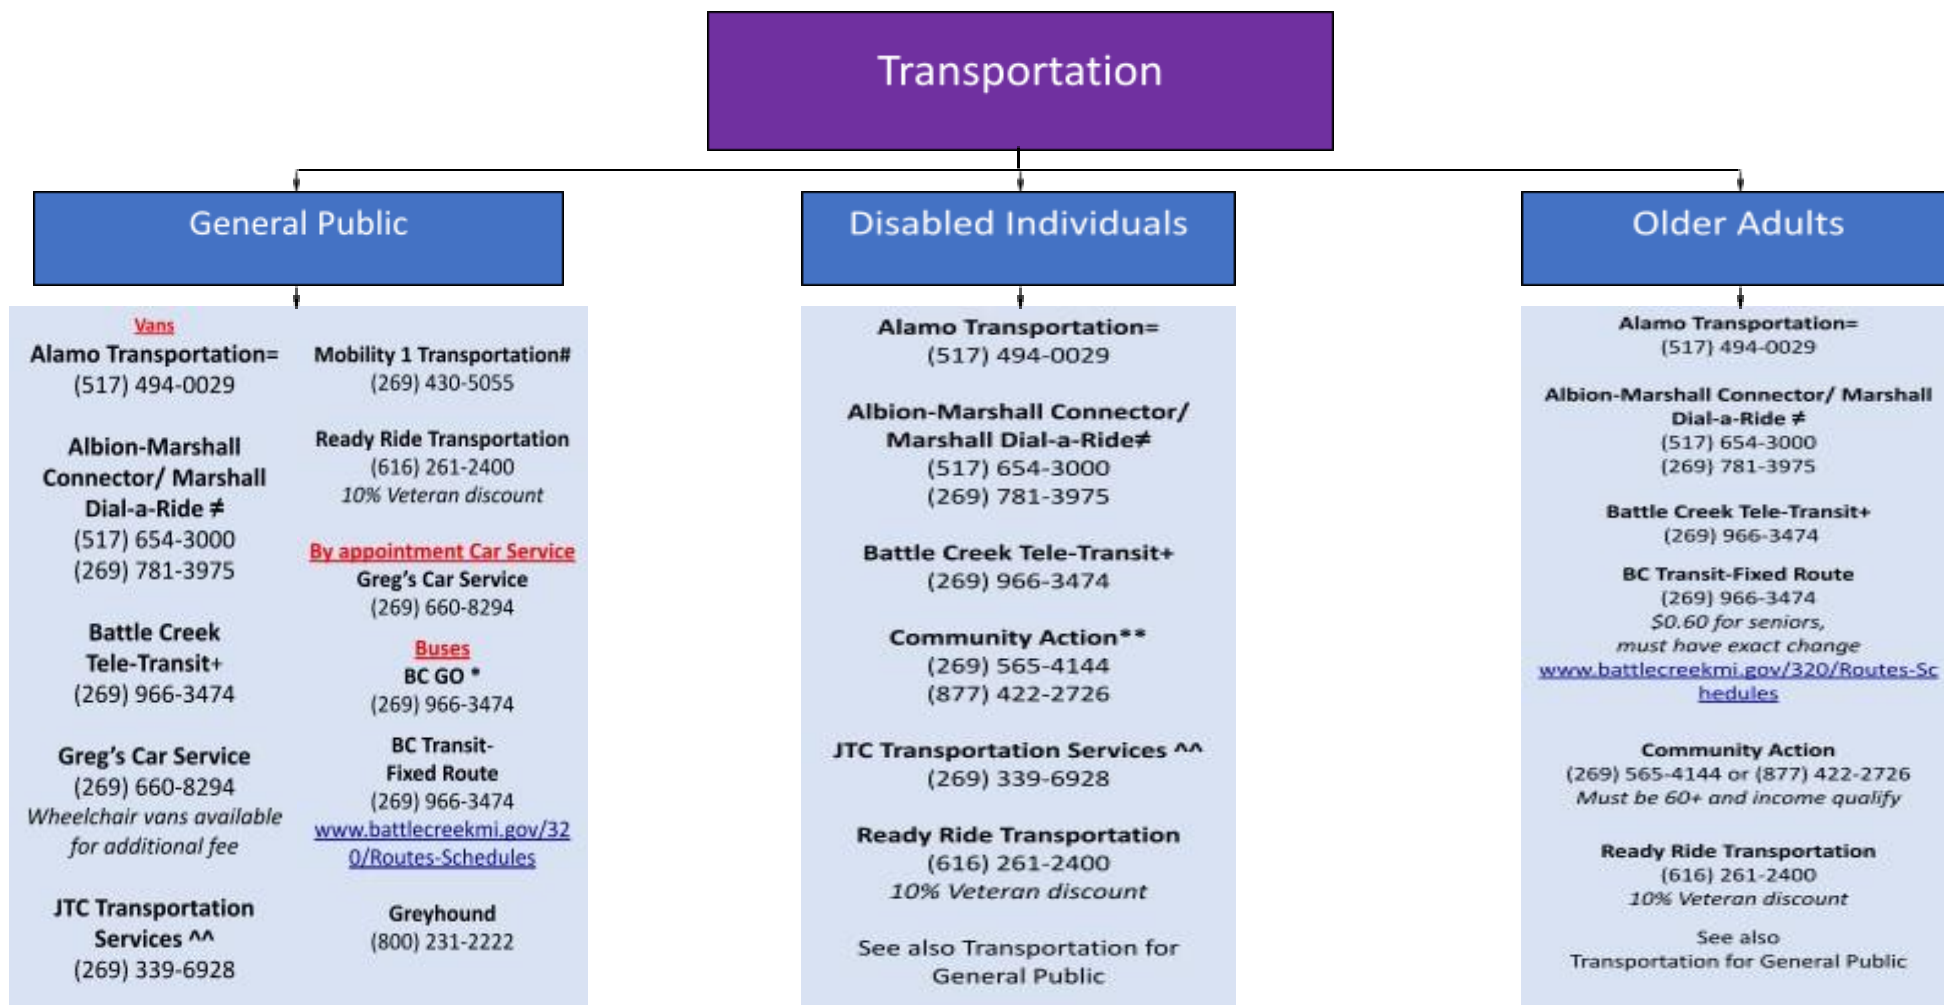 Transportation
General Public
Vans
Alamo Transportation=
(517) 494-0029
Albion-Marshall
Connector/ Marshall
Dial-a-Ride ≠
(517) 654-3000
(269) 781-3975
Battle Creek
Tele-Transit+
(269) 966-3474
Greg's Car Service
(269) 660-8294
Wheelchair vans available
for additional fee
JTC Transportation
Services ^^
(269) 339-6928
Mobility 1 Transportation#
(269) 430-5055
Ready Ride Transportation
(616) 261-2400
10% Veteran discount
By appointment Car Service
Greg's Car Service
(269) 660-8294
Buses
BC GO *
(269) 966-3474
BC Transit-
Fixed Route
(269) 966-3474
www.battlecreekmi.gov/32
0/Routes-Schedules
Greyhound
(800) 231-2222
Disabled Individuals
Alamo Transportation=
(517) 494-0029
Albion-Marshall Connector/
Marshall Dial-a-Ride≠
(517) 654-3000
(269) 781-3975
Battle Creek Tele-Transit+
(269) 966-3474
Community Action**
(269) 565-4144
(877) 422-2726
JTC Transportation Services ^^
(269) 339-6928
Ready Ride Transportation
(616) 261-2400
10% Veteran discount
See also Transportation for
General Public
Older Adults
Alamo Transportation=
(517) 494-0029
Albion-Marshall Connector/ Marshall
Dial-a-Ride ≠
(517) 654-3000
(269) 781-3975
Battle Creek Tele-Transit+
(269) 966-3474
BC Transit-Fixed Route
(269) 966-3474
$0.60 for seniors,
must have exact change
www.battlecreekmi.gov/320/Routes-Sc
hedules
Community Action
(269) 565-4144 or (877) 422-2726
Must be 60+ and income qualify
Ready Ride Transportation
(616) 261-2400
10% Veteran discount
See also
Transportation for General Public